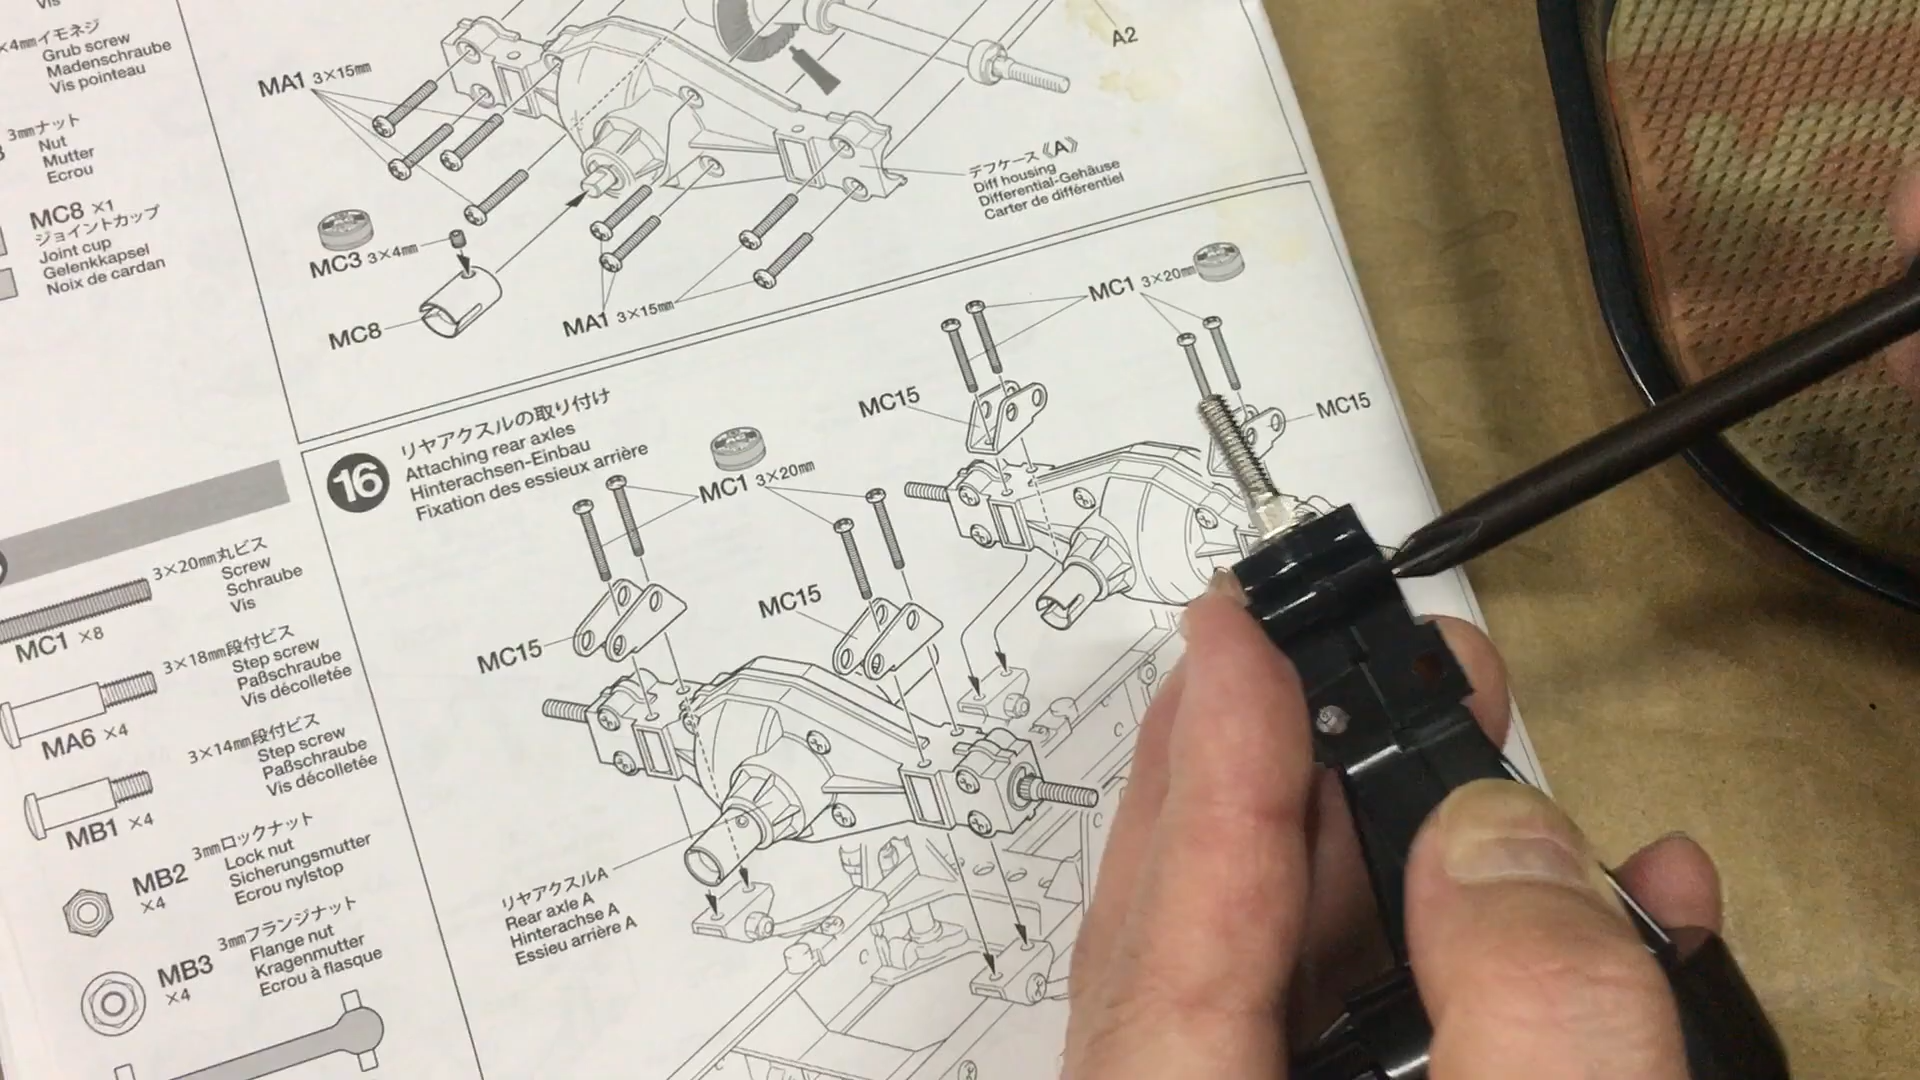 Vis
×4mmイモネジ
Grub screw
Madenschraube
Vis pointeau
3mmナット
Nut
Mutter
Ecrou
MC8 ×1
ジョイントカップ
Joint cup
Gelenkkapsel
Noix de cardan
MA1 3×15mm
A2
デフケース《A》
Diff housing
Differential-Gehäuse
Carter de différentiel
MC3 3×4mm
MC8
MA1 3×15mm
16
リヤアクスルの取り付け
Attaching rear axles
Hinterachsen-Einbau
Fixation des essieux arrière
MC1 3×20mm
MC15
MC15
MC1 3×20mm
MC15
MC15
リヤアクスルA
Rear axle A
Hinterachse A
Essieu arrière A
C
C
C
C
3×20mm丸ビス
Screw
Schraube
Vis
MC1 ×8
3×18mm段付ビス
Step screw
Paßschraube
Vis décolletée
MA6 ×4
3×14mm段付ビス
Step screw
Paßschraube
Vis décolletée
MB1 ×4
3mmロックナット
Lock nut
Sicherungsmutter
Ecrou nylstop
MB2
×4
3mmフランジナット
Flange nut
Kragenmutter
Ecrou à flasque
MB3
×4